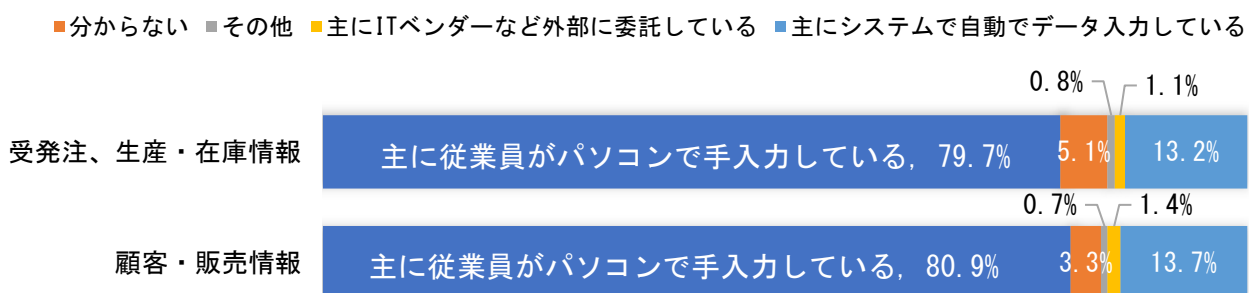 分からない その他 主にITベンダーなど外部に委託している 主にシステムで自動でデータ入力している
0.8% 1.1%
受発注、生産・在庫情報 主に従業員がパソコンで手入力している, 79.7% 5.1% 13.2%
0.7% 1.4%
顧客・販売情報 主に従業員がパソコンで手入力している, 80.9% 3.3% 13.7%